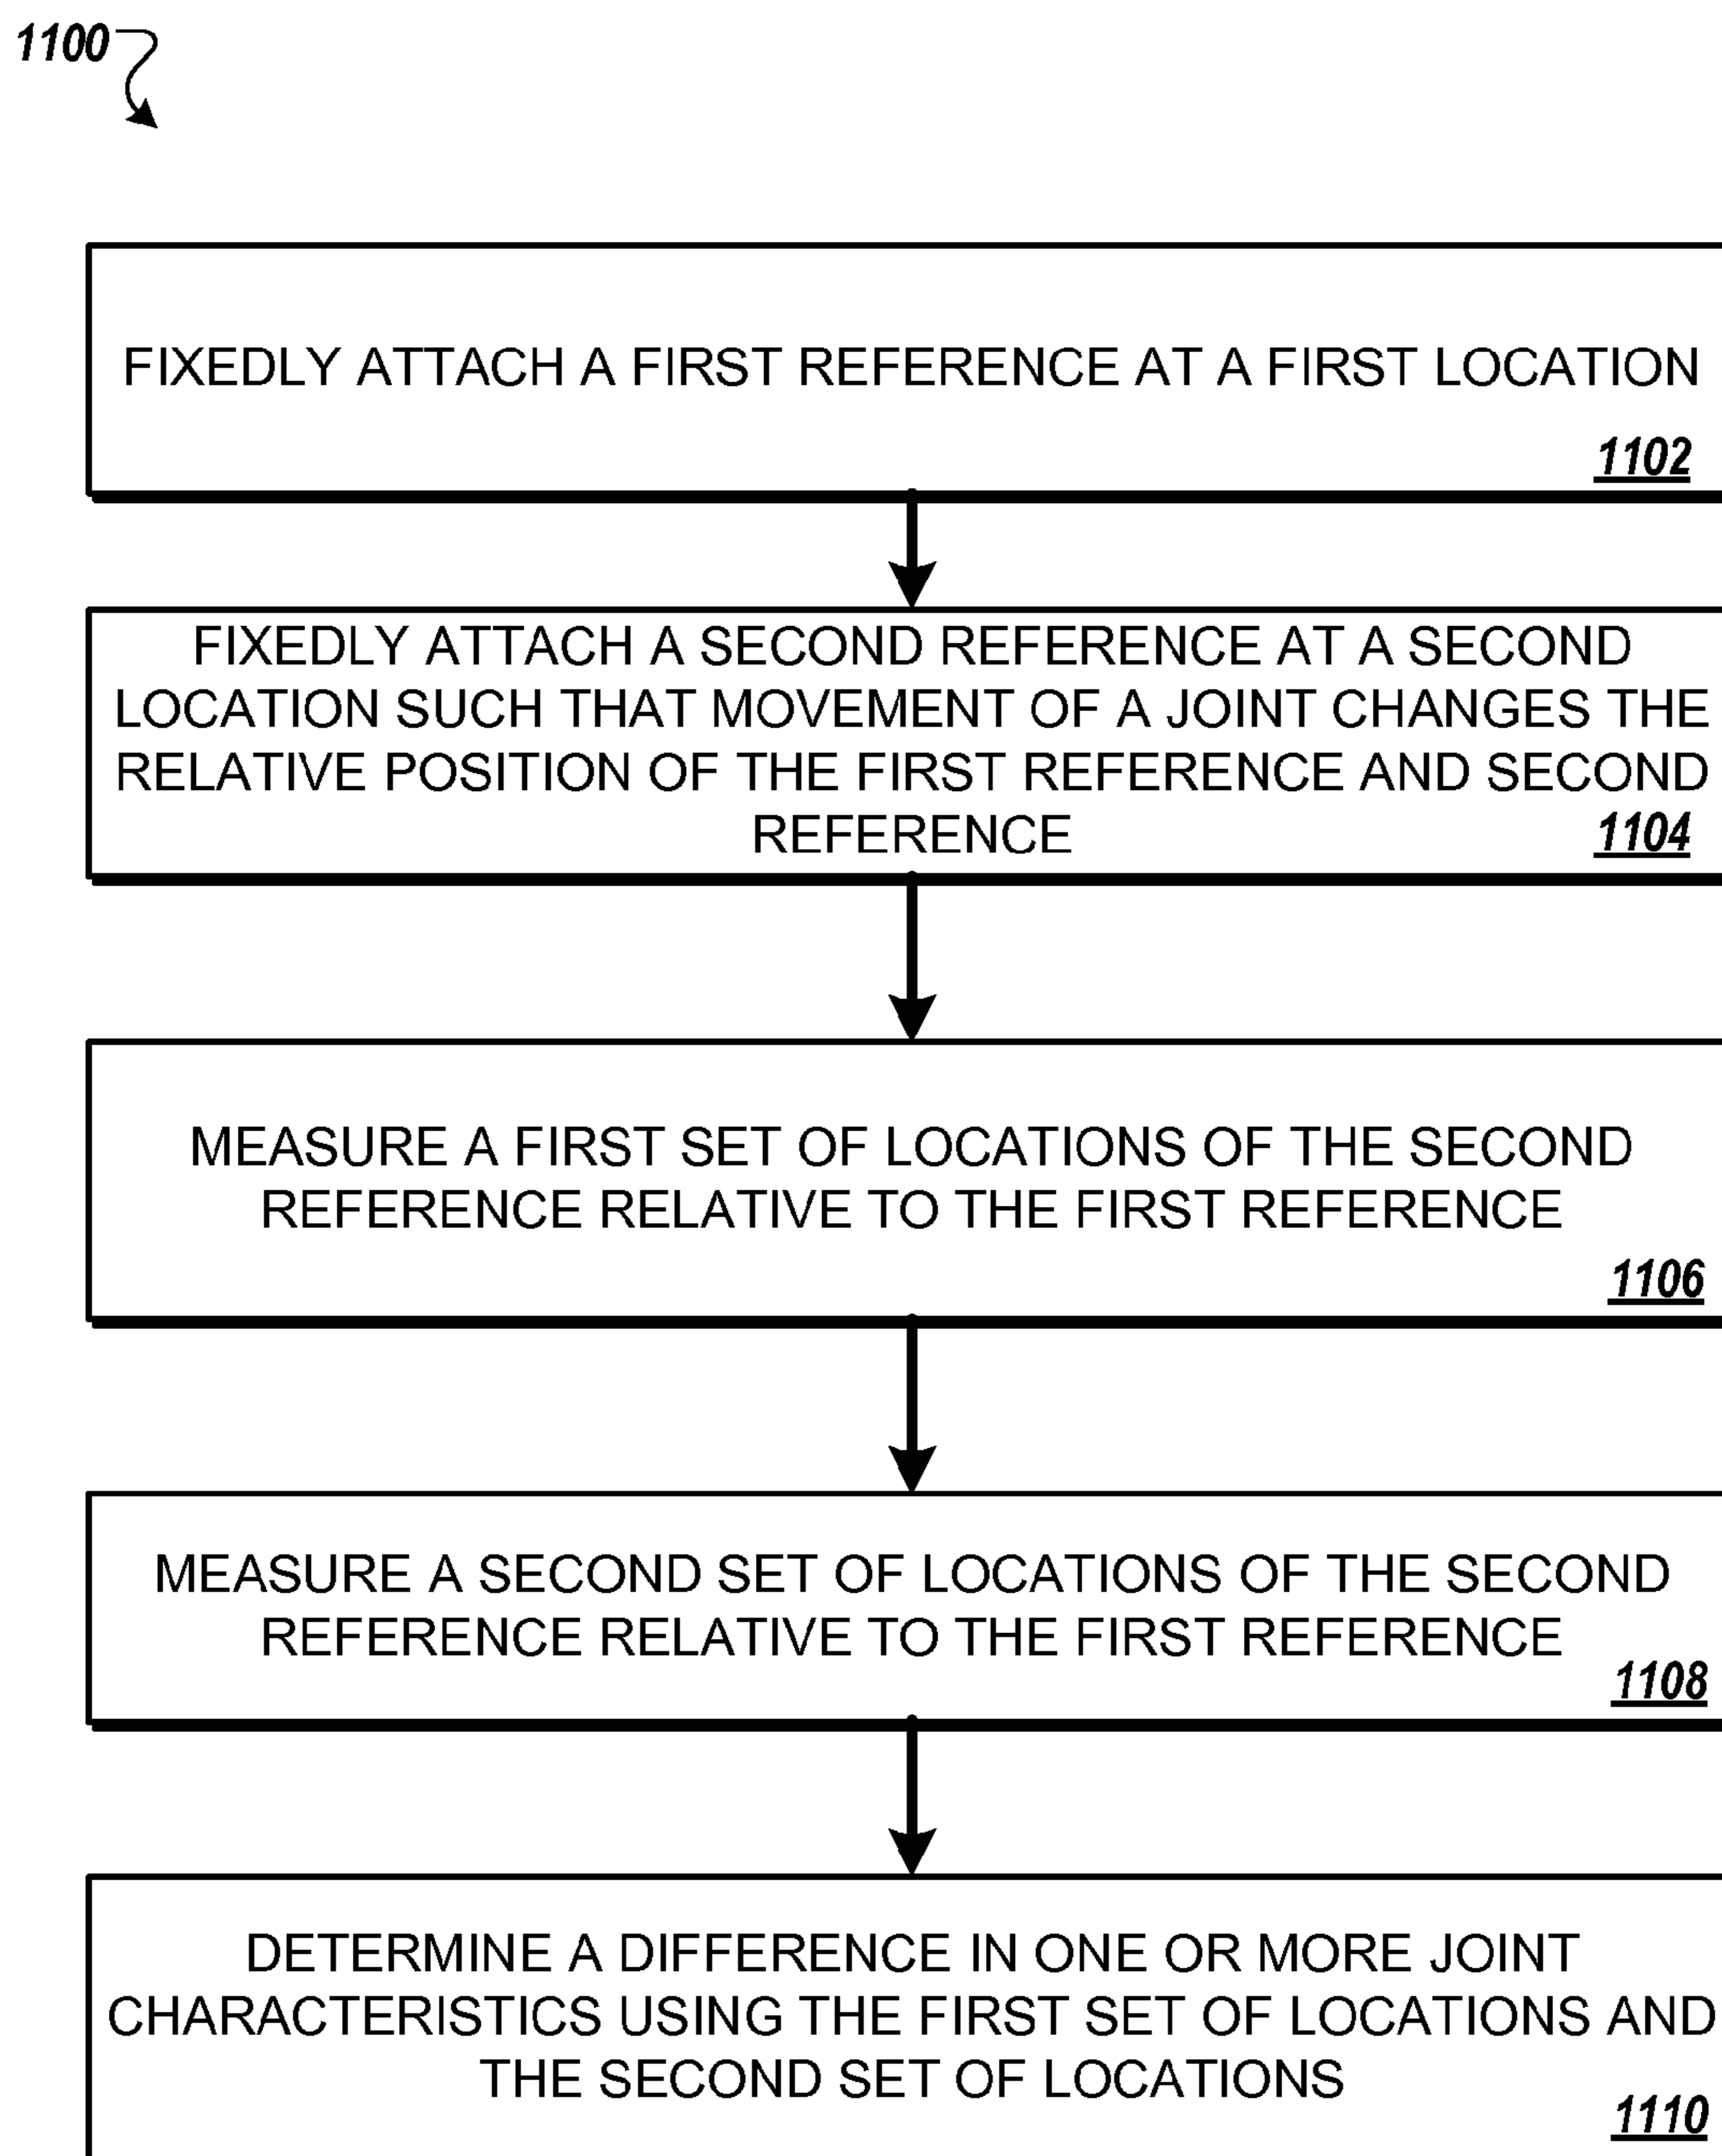 1100
FIXEDLY ATTACH A FIRST REFERENCE AT A FIRST LOCATION
1102
FIXEDLY ATTACH A SECOND REFERENCE AT A SECOND
LOCATION SUCH THAT MOVEMENT OF A JOINT CHANGES THE
RELATIVE POSITION OF THE FIRST REFERENCE AND SECOND
REFERENCE
1104
MEASURE A FIRST SET OF LOCATIONS OF THE SECOND
REFERENCE RELATIVE TO THE FIRST REFERENCE
1106
MEASURE A SECOND SET OF LOCATIONS OF THE SECOND
REFERENCE RELATIVE TO THE FIRST REFERENCE
1108
DETERMINE A DIFFERENCE IN ONE OR MORE JOINT
CHARACTERISTICS USING THE FIRST SET OF LOCATIONS AND
THE SECOND SET OF LOCATIONS
1110